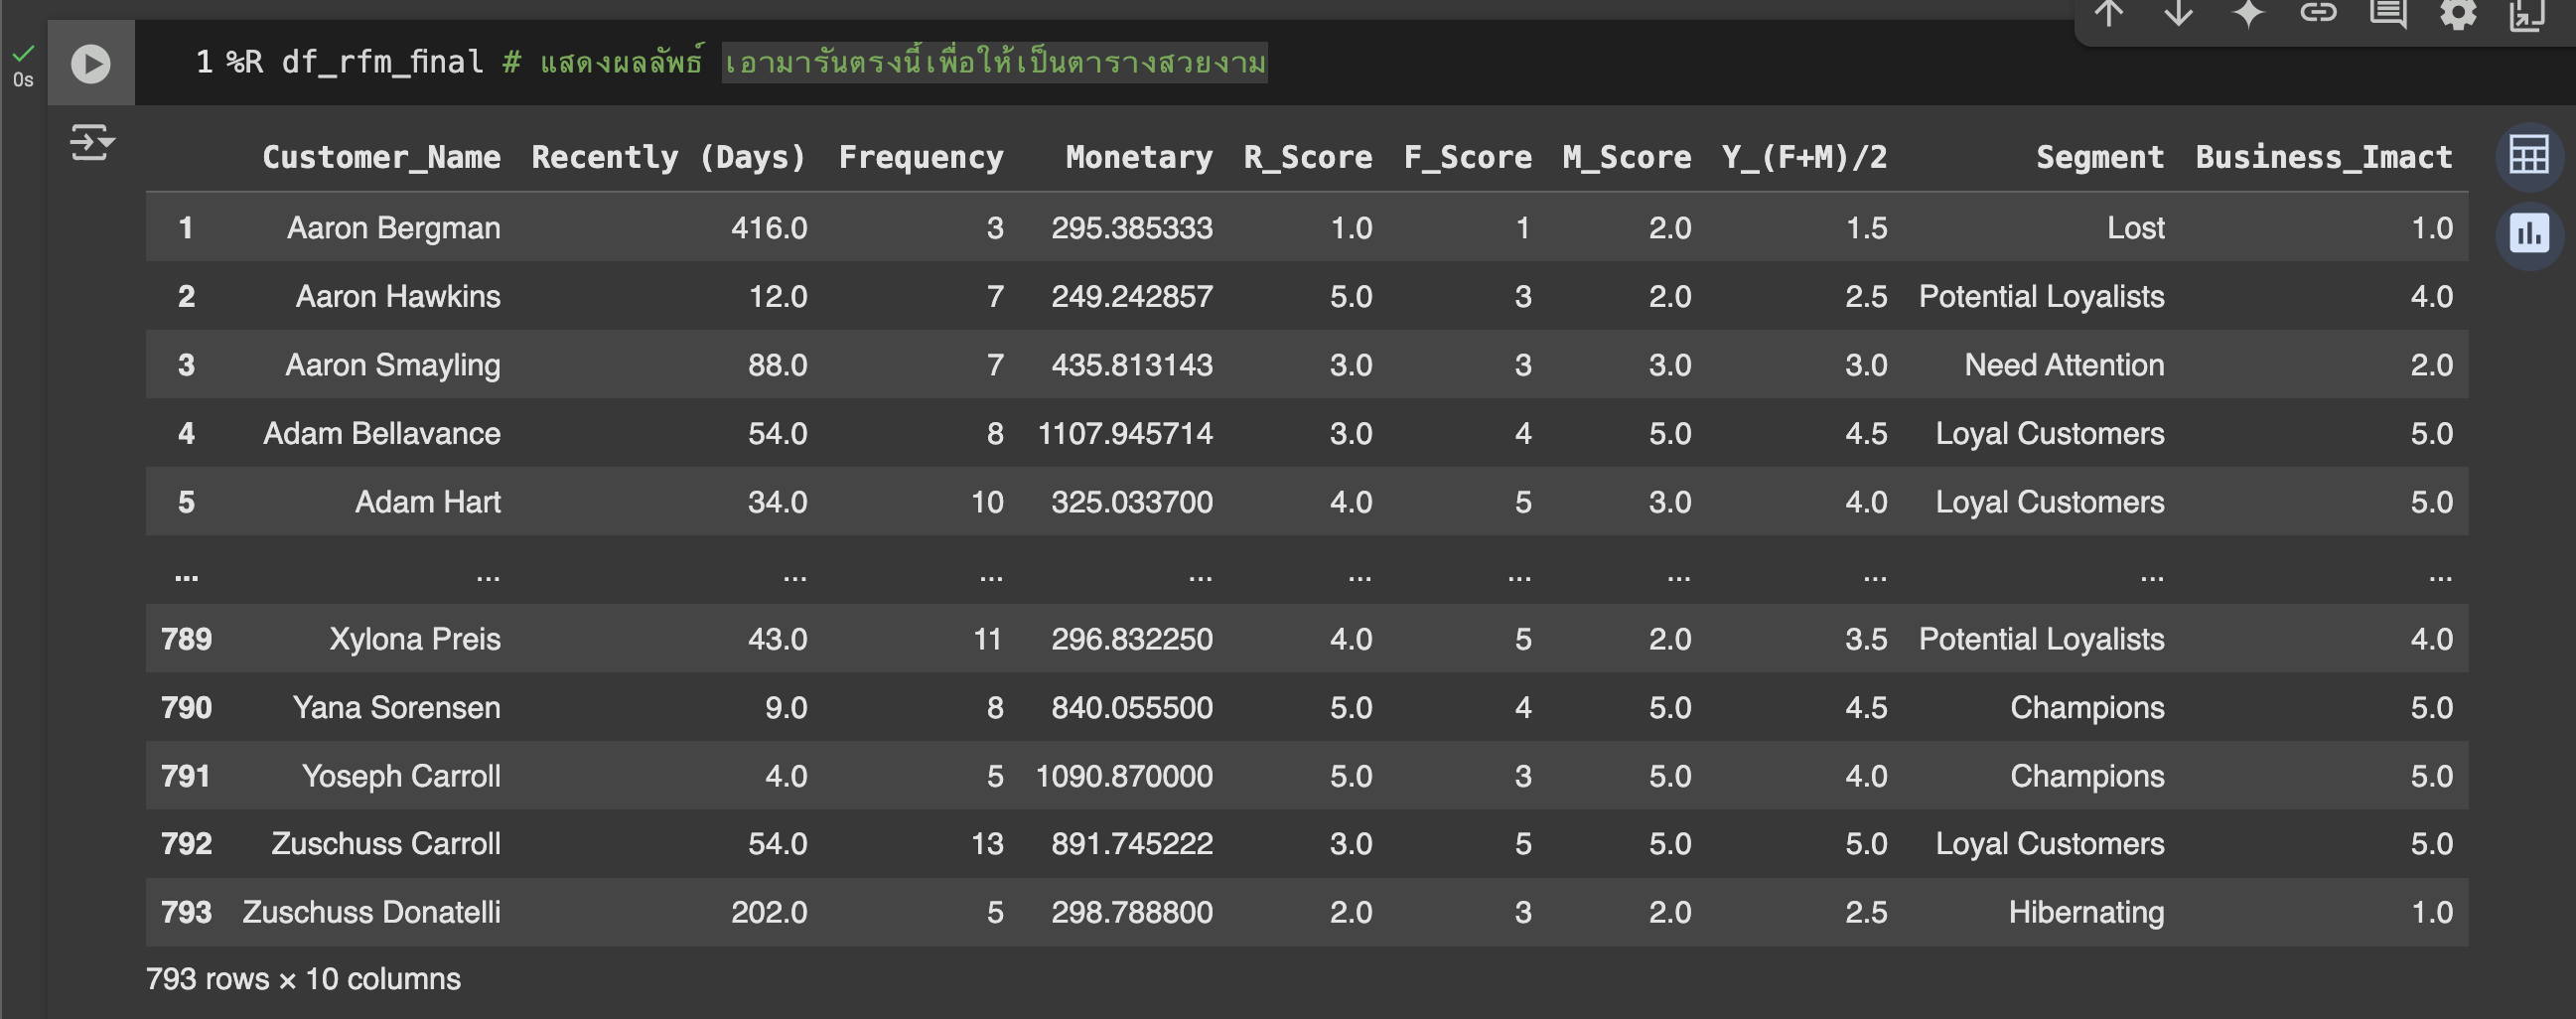 0s
1 %R df_rfm_final # แสดงผลลัพธ์ เอามารันตรงนี้เพื่อให้เป็นตารางสวยงาม
Customer_Name Recently (Days) Frequency Monetary R_Score F_Score M_Score Y_(F+M)/2 Segment Business_Imact
1 Aaron Bergman 416.0 3 295.385333 1.0 1 2.0 1.5 Lost 1.0
2 Aaron Hawkins 12.0 7 249.242857 5.0 3 2.0 2.5 Potential Loyalists 4.0
3 Aaron Smayling 88.0 7 435.813143 3.0 3 3.0 3.0 Need Attention 2.0
4 Adam Bellavance 54.0 8 1107.945714 3.0 4 5.0 4.5 Loyal Customers 5.0
5 Adam Hart 34.0 10 325.033700 4.0 5 3.0 4.0 Loyal Customers 5.0
... ... ... ... ... ... ... ... ... ... ...
789 Xylona Preis 43.0 11 296.832250 4.0 5 2.0 3.5 Potential Loyalists 4.0
790 Yana Sorensen 9.0 8 840.055500 5.0 4 5.0 4.5 Champions 5.0
791 Yoseph Carroll 4.0 5 1090.870000 5.0 3 5.0 4.0 Champions 5.0
792 Zuschuss Carroll 54.0 13 891.745222 3.0 5 5.0 5.0 Loyal Customers 5.0
793 Zuschuss Donatelli 202.0 5 298.788800 2.0 3 2.0 2.5 Hibernating 1.0
793 rows × 10 columns